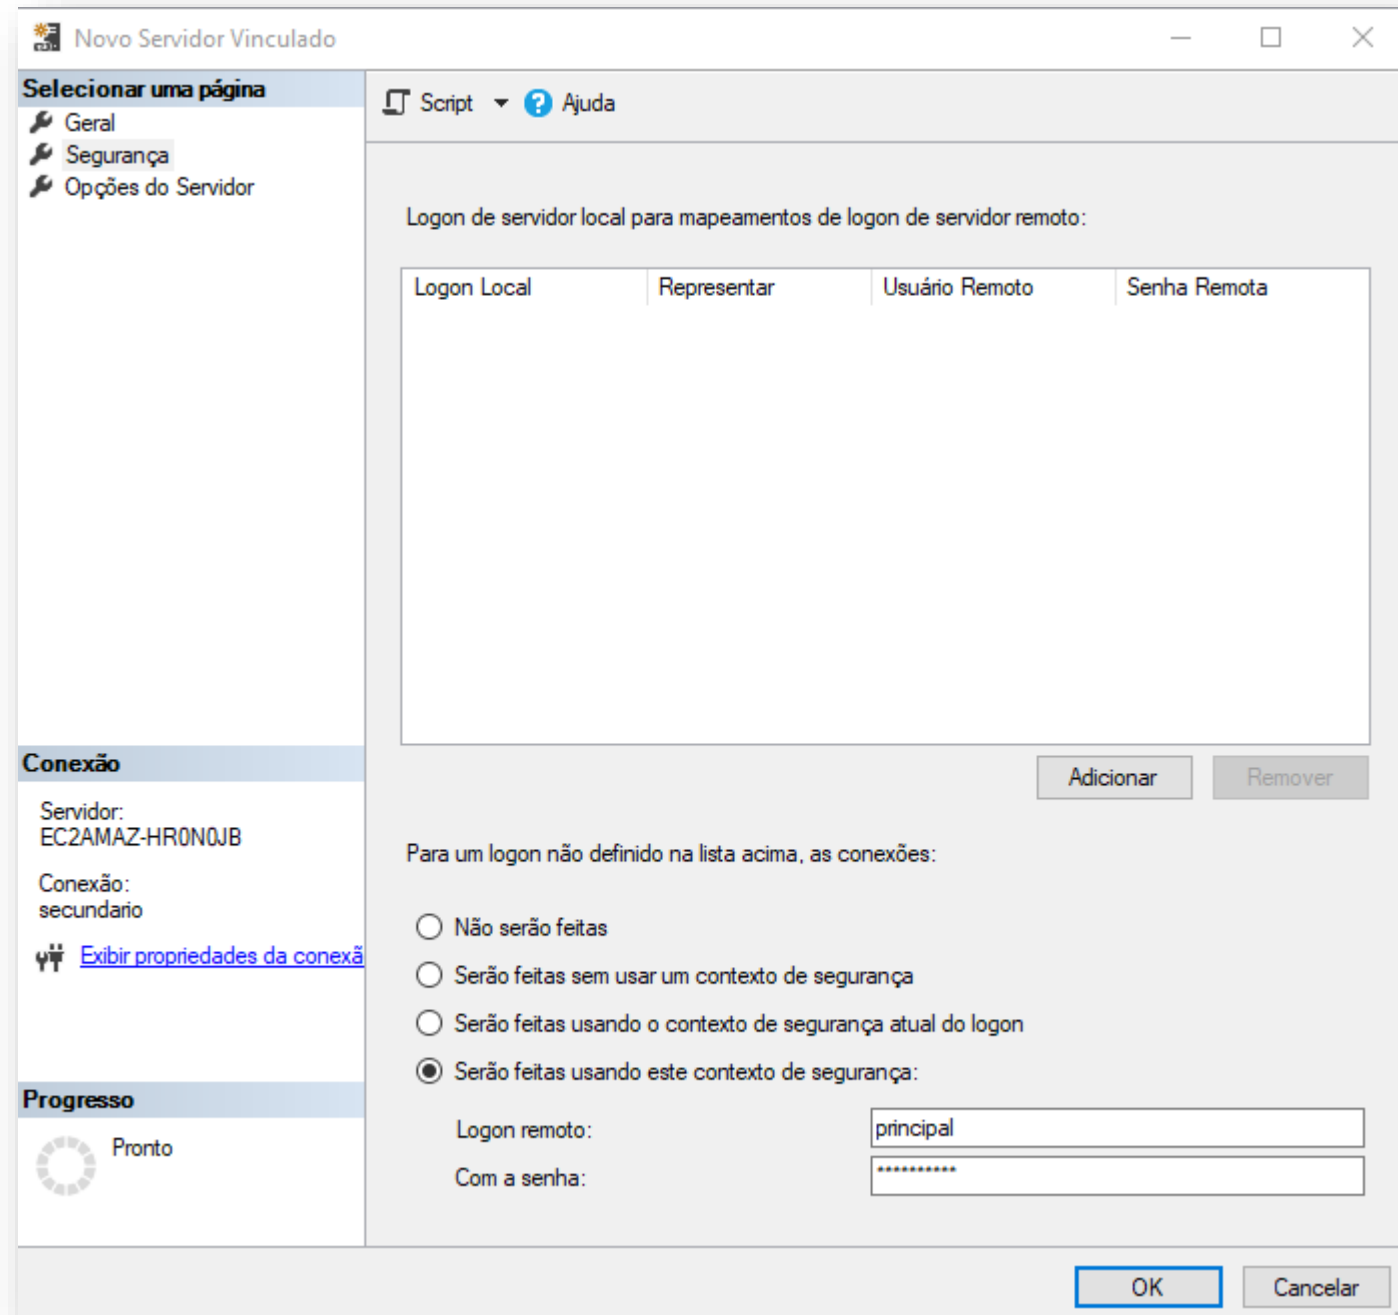 Novo Servidor Vinculado
Selecionar uma página
Geral
Segurança
Opções do Servidor
Script
Ajuda
Logon de servidor local para mapeamentos de logon de servidor remoto:
Logon Local Representar Usuário Remoto Senha Remota
Adicionar Remover
Conexão
Servidor:
EC2AMAZ-HR0N0JB
Conexão:
secundario
Exibir propriedades da conexã
Para um logon não definido na lista acima, as conexões:
Não serão feitas
Serão feitas sem usar um contexto de segurança
Serão feitas usando o contexto de segurança atual do logon
Serão feitas usando este contexto de segurança:
Logon remoto: principal
Com a senha: **********
Progresso
Pronto
OK Cancelar